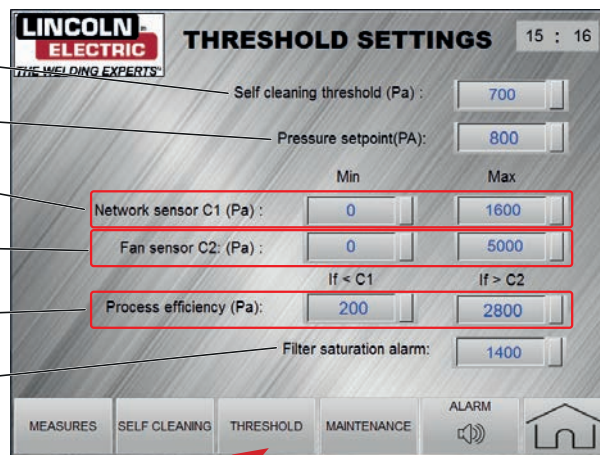 LINCOLN
ELECTRIC
THE WELDING EXPERTS®
THRESHOLD SETTINGS
15 : 16
Self cleaning threshold (Pa) : 700
Pressure setpoint(PA): 800
Min Max
Network sensor C1 (Pa) : 0 1600
Fan sensor C2: (Pa) : 0 5000
If < C1 If > C2
Process efficiency (Pa): 200 2800
Filter saturation alarm: 1400
MEASURES SELF CLEANING THRESHOLD MAINTENANCE ALARM